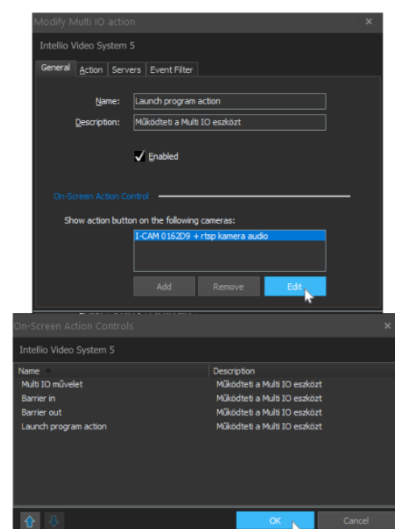 Modify Multi IO action
Intellio Video System 5
General Action Servers Event Filter
Name: Launch program action
Description: Működteti a Multi IO eszközt
Enabled
On-Screen Action Control
Show action button on the following cameras:
I-CAM 0162D9 + rtsp kamera audio
Add Remove Edit
On-Screen Action Controls
Intellio Video System 5
Name Description
Multi IO művelet Működteti a Multi IO eszközt
Barrier in Működteti a Multi IO eszközt
Barrier out Működteti a Multi IO eszközt
Launch program action Működteti a Multi IO eszközt
OK Cancel